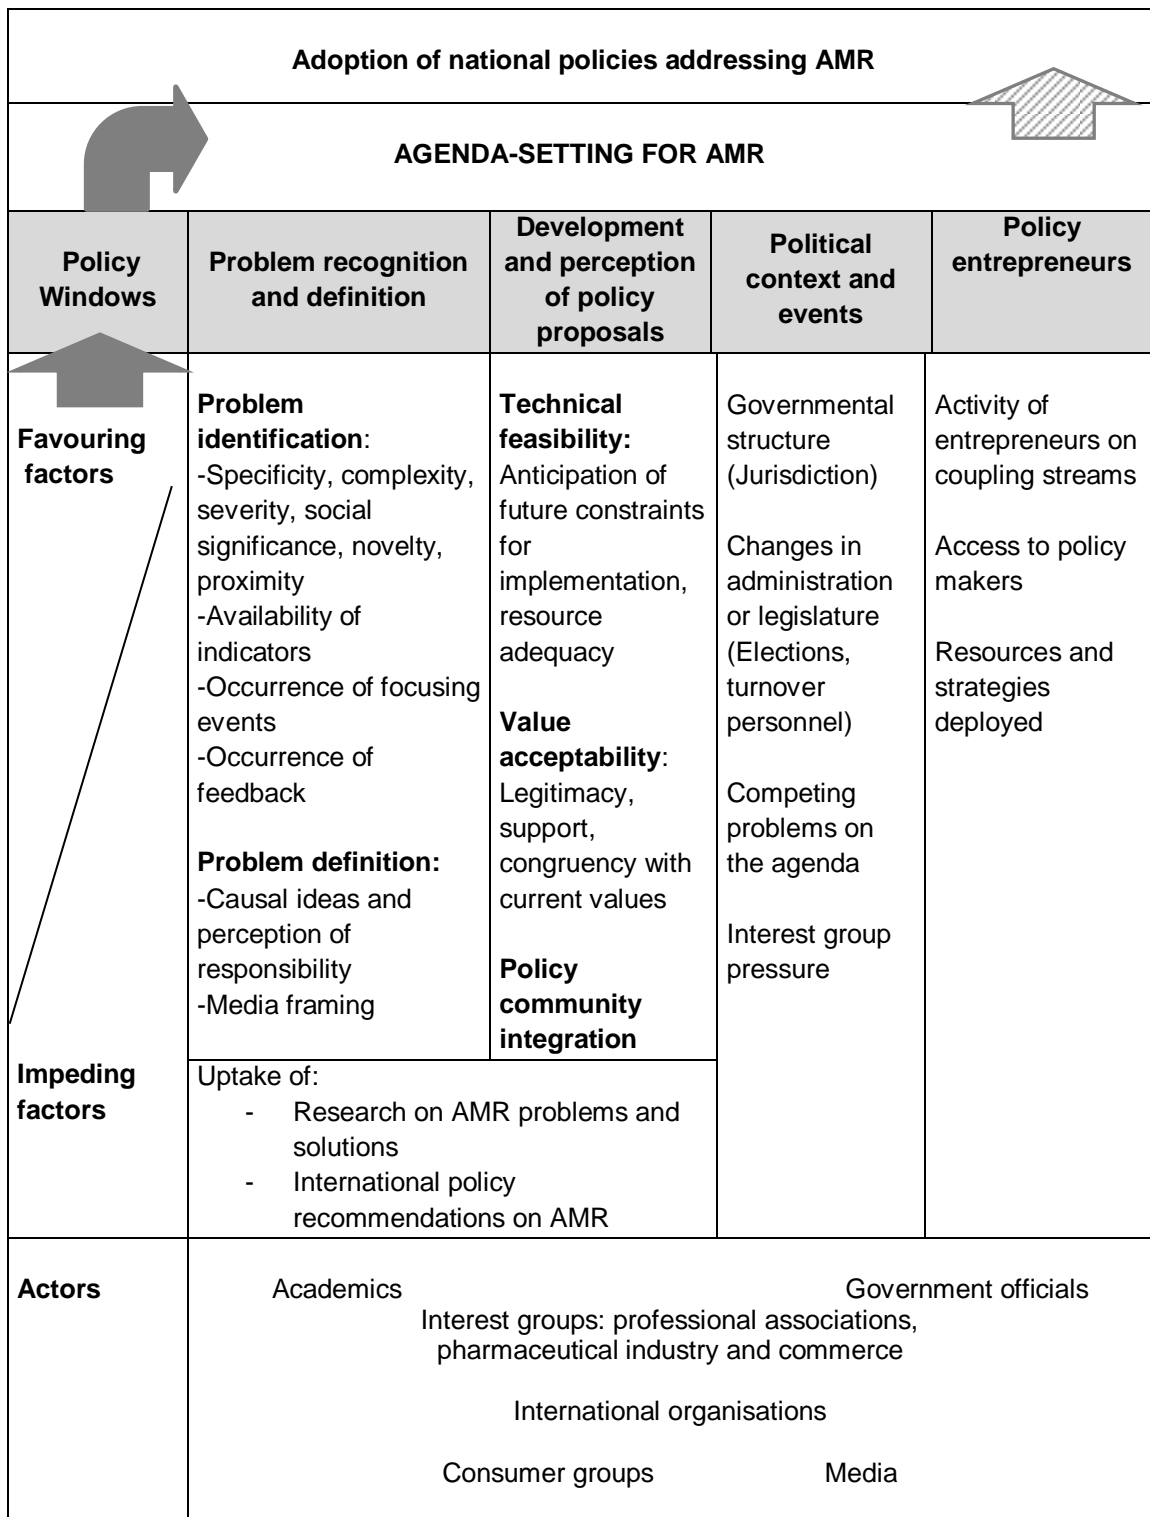 Adoption of national policies addressing AMR
AGENDA-SETTING FOR AMR
Policy
Windows
Problem recognition
and definition
Development
and perception
of policy
proposals
Political
context and
events
Policy
entrepreneurs
Favouring
factors
Impeding
factors
Problem
identification:
-Specificity, complexity,
severity, social
significance, novelty,
proximity
-Availability of
indicators
-Occurrence of focusing
events
-Occurrence of
feedback
Problem definition:
-Causal ideas and
perception of
responsibility
-Media framing
Technical
feasibility:
Anticipation of
future constraints
for
implementation,
resource
adequacy
Value
acceptability:
Legitimacy,
support,
congruency with
current values
Policy
community
integration
Uptake of:
- Research on AMR problems and
solutions
- International policy
recommendations on AMR
Governmental
structure
(Jurisdiction)
Changes in
administration
or legislature
(Elections,
turnover
personnel)
Competing
problems on
the agenda
Interest group
pressure
Activity of
entrepreneurs on
coupling streams
Access to policy
makers
Resources and
strategies
deployed
Actors
Academics Government officials
Interest groups: professional associations,
pharmaceutical industry and commerce
International organisations
Consumer groups Media